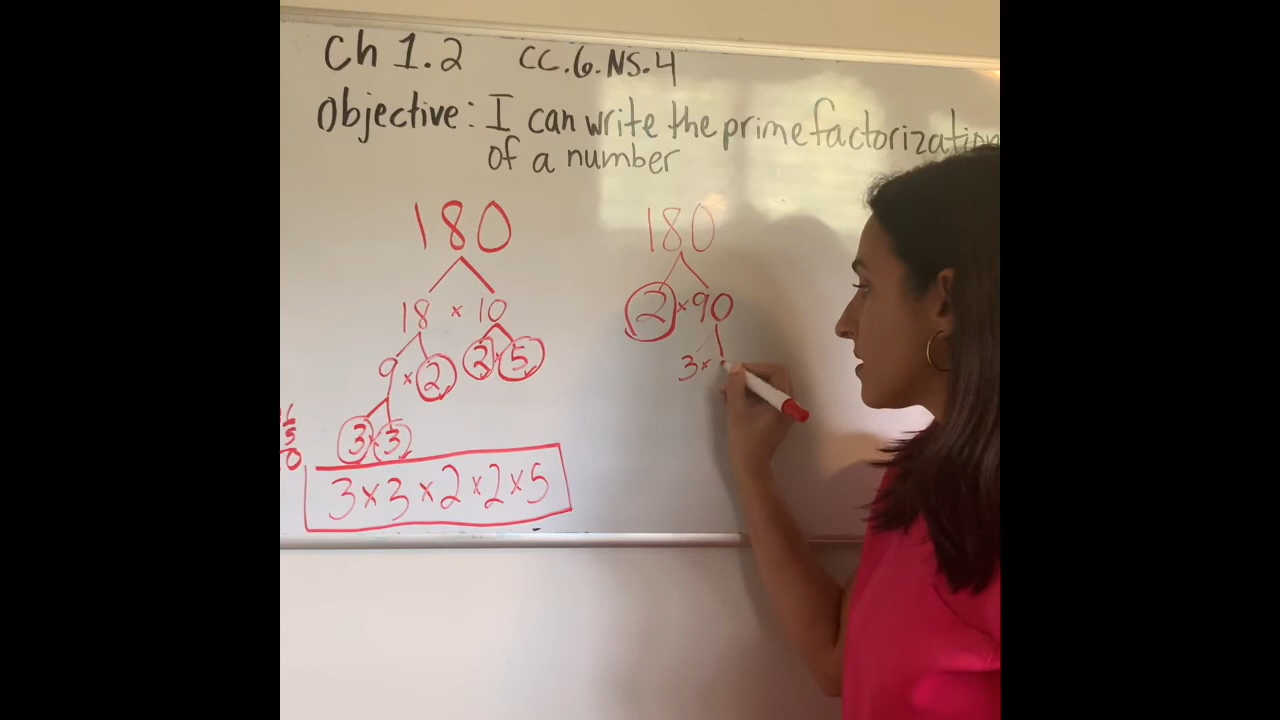 Ch 1.2 CC.6.NS.4
Objective: I can write the prime factorization
of a number
180
18 × 10
9 × 2 2 · 5
3 · 3
3×3×2×2×5
180
2 × 90
3 ×